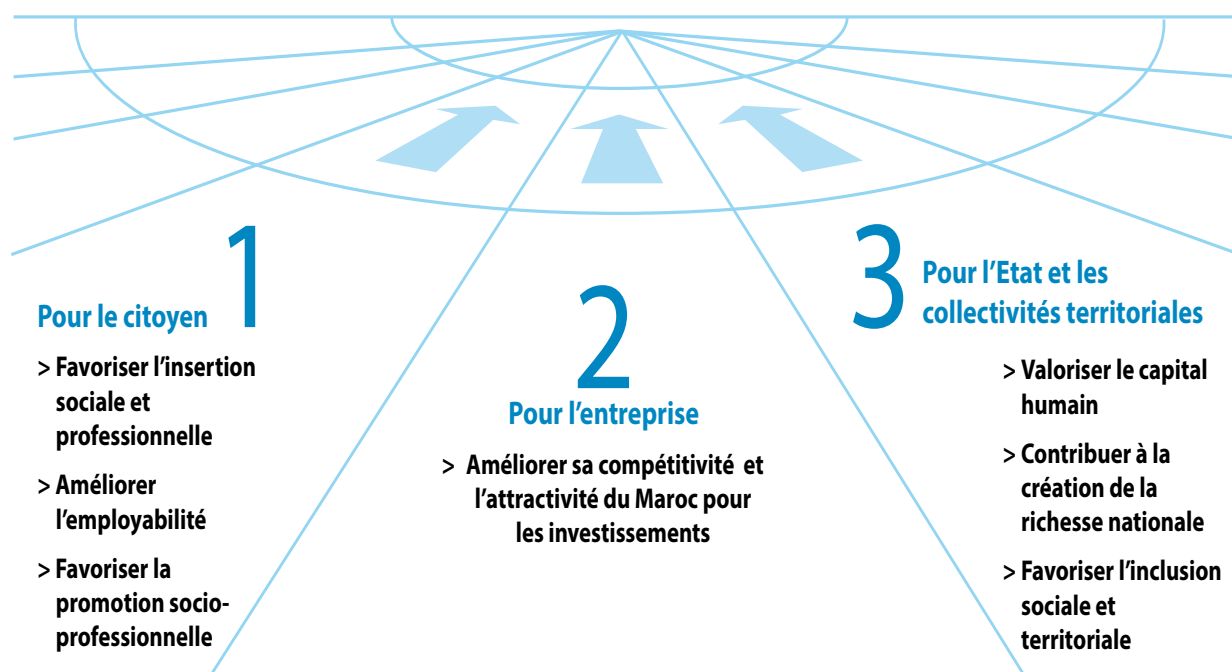 1
Pour le citoyen
> Favoriser l'insertion
sociale et
professionnelle
> Améliorer
l'employabilité
> Favoriser la
promotion socio-
professionnelle
2
Pour l'entreprise
> Améliorer sa compétitivité et
l'attractivité du Maroc pour
les investissements
3
Pour l'Etat et les
collectivités territoriales
> Valoriser le capital
humain
> Contribuer à la
création de la
richesse nationale
> Favoriser l'inclusion
sociale et
territoriale